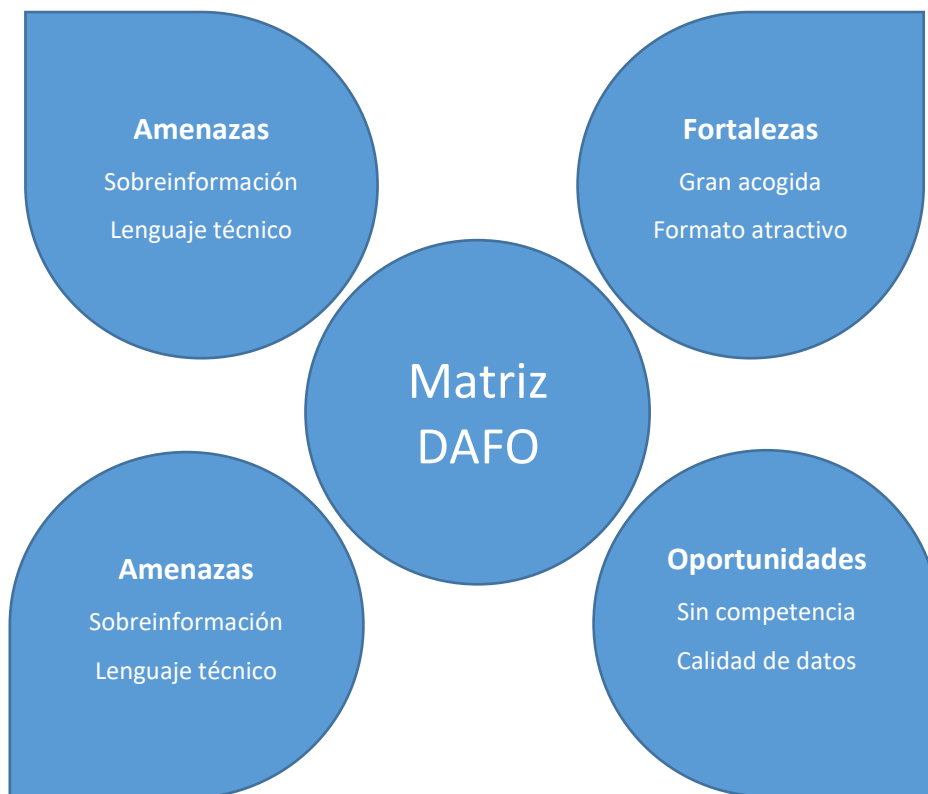 Amenazas
Sobreinformación
Lenguaje técnico
Fortalezas
Gran acogida
Formato atractivo
Matriz
DAFO
Amenazas
Sobreinformación
Lenguaje técnico
Oportunidades
Sin competencia
Calidad de datos